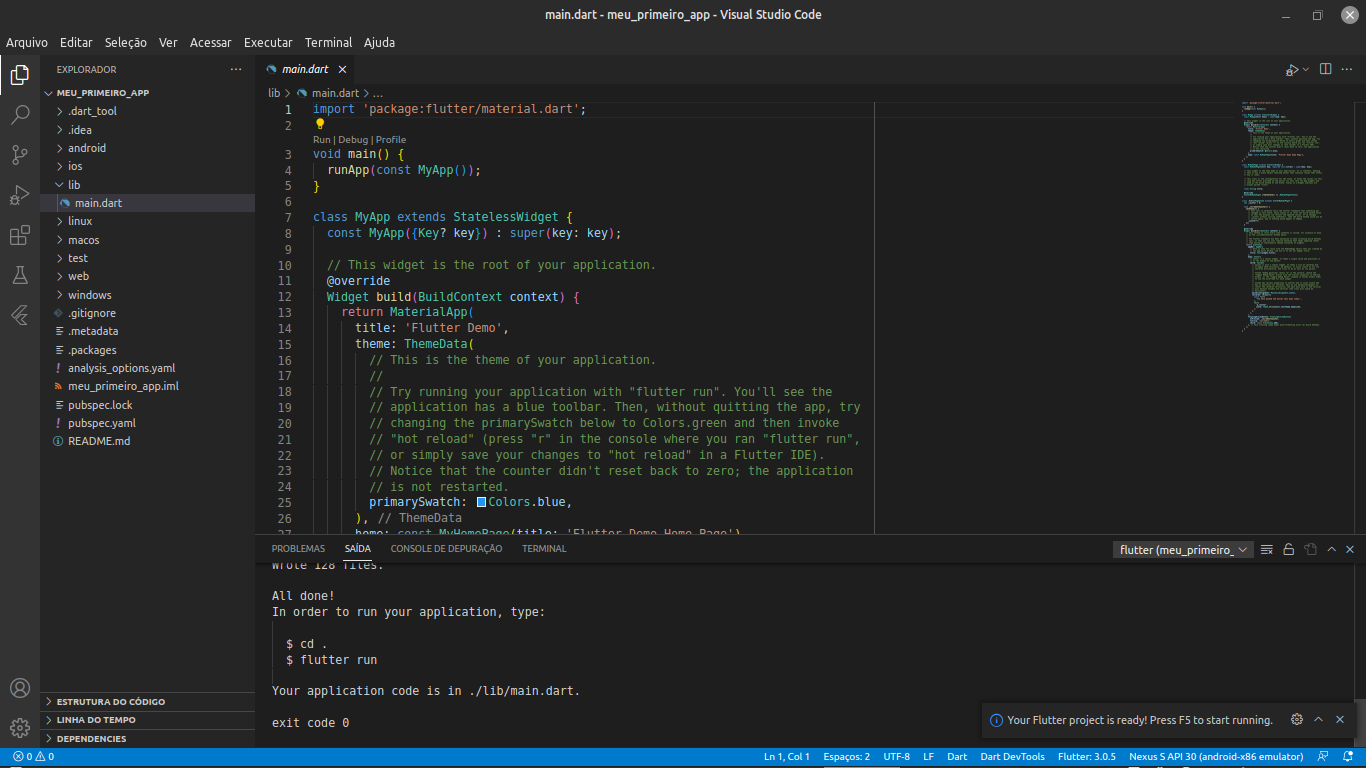 main.dart - meu_primeiro_app - Visual Studio Code
Arquivo Editar Seleção Ver Acessar Executar Terminal Ajuda
EXPLORADOR
MEU_PRIMEIRO_APP
.dart_tool
.idea
android
ios
lib
main.dart
linux
macos
test
web
windows
.gitignore
.metadata
.packages
analysis_options.yaml
meu_primeiro_app.iml
pubspec.lock
pubspec.yaml
README.md
ESTRUTURA DO CÓDIGO
LINHA DO TEMPO
DEPENDENCIES
main.dart
lib > main.dart > ...
1 import 'package:flutter/material.dart';
2
Run | Debug | Profile
3 void main() {
4 runApp(const MyApp());
5 }
6
7 class MyApp extends StatelessWidget {
8 const MyApp({Key? key}) : super(key: key);
9
10 // This widget is the root of your application.
11 @override
12 Widget build(BuildContext context) {
13 return MaterialApp(
14 title: 'Flutter Demo',
15 theme: ThemeData(
16 // This is the theme of your application.
17 //
18 // Try running your application with "flutter run". You'll see the
19 // application has a blue toolbar. Then, without quitting the app, try
20 // changing the primarySwatch below to Colors.green and then invoke
21 // "hot reload" (press "r" in the console where you ran "flutter run",
22 // or simply save your changes to "hot reload" in a Flutter IDE).
23 // Notice that the counter didn't reset back to zero; the application
24 // is not restarted.
25 primarySwatch: Colors.blue,
26 ), // ThemeData
27 home: const MyHomePage(title: 'Flutter Demo Home Page')
PROBLEMAS SAÍDA CONSOLE DE DEPURAÇÃO TERMINAL
flutter (meu_primeiro_
Wrote 128 files.
All done!
In order to run your application, type:
$ cd .
$ flutter run
Your application code is in ./lib/main.dart.
exit code 0
Your Flutter project is ready! Press F5 to start running.
0 0
Ln 1, Col 1 Espaços: 2 UTF-8 LF Dart Dart DevTools Flutter: 3.0.5 Nexus S API 30 (android-x86 emulator)